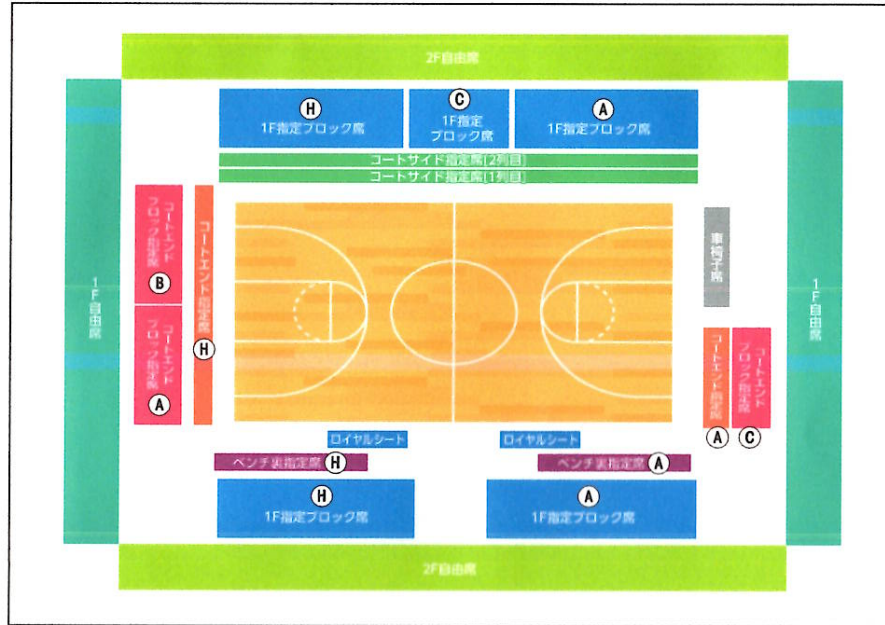 2F自由席
H
1F指定ブロック席
C
1F指定
ブロック席
A
1F指定ブロック席
コートサイド指定席[2列目]
コートサイド指定席[1列目]
1F自由席
コートエンド
ブロック指定席
B
コートエンド
ブロック指定席
A
コートエンド指定席
H
車椅子席
コートエンド指定席
A
コートエンド
ブロック指定席
C
1F自由席
ロイヤルシート
ロイヤルシート
ベンチ裏指定席 H
ベンチ裏指定席 A
H
1F指定ブロック席
A
1F指定ブロック席
2F自由席